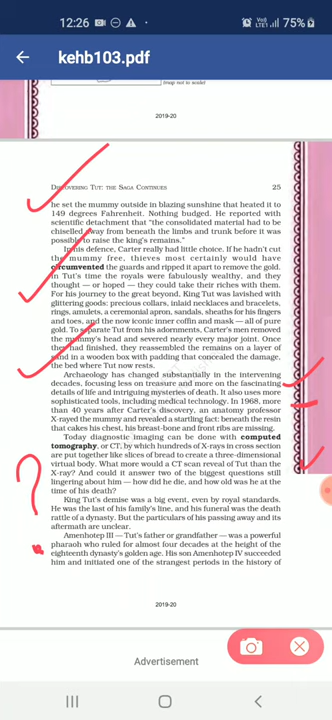 12:26
75%
kehb103.pdf
(map not to scale)
2019-20
DISCOVERING TUT: THE SAGA CONTINUES 25
he set the mummy outside in blazing sunshine that heated it to
149 degrees Fahrenheit. Nothing budged. He reported with
scientific detachment that "the consolidated material had to be
chiselled away from beneath the limbs and trunk before it was
possible to raise the king's remains."
In his defence, Carter really had little choice. If he hadn't cut
the mummy free, thieves most certainly would have
circumvented the guards and ripped it apart to remove the gold.
In Tut's time the royals were fabulously wealthy, and they
thought — or hoped — they could take their riches with them.
For his journey to the great beyond, King Tut was lavished with
glittering goods: precious collars, inlaid necklaces and bracelets,
rings, amulets, a ceremonial apron, sandals, sheaths for his fingers
and toes, and the now iconic inner coffin and mask — all of pure
gold. To separate Tut from his adornments, Carter's men removed
the mummy's head and severed nearly every major joint. Once
they had finished, they reassembled the remains on a layer of
sand in a wooden box with padding that concealed the damage,
the bed where Tut now rests.
Archaeology has changed substantially in the intervening
decades, focusing less on treasure and more on the fascinating
details of life and intriguing mysteries of death. It also uses more
sophisticated tools, including medical technology. In 1968, more
than 40 years after Carter's discovery, an anatomy professor
X-rayed the mummy and revealed a startling fact: beneath the resin
that cakes his chest, his breast-bone and front ribs are missing.
Today diagnostic imaging can be done with computed
tomography, or CT, by which hundreds of X-rays in cross section
are put together like slices of bread to create a three-dimensional
virtual body. What more would a CT scan reveal of Tut than the
X-ray? And could it answer two of the biggest questions still
lingering about him — how did he die, and how old was he at the
time of his death?
King Tut's demise was a big event, even by royal standards.
He was the last of his family's line, and his funeral was the death
rattle of a dynasty. But the particulars of his passing away and its
aftermath are unclear.
Amenhotep III — Tut's father or grandfather — was a powerful
pharaoh who ruled for almost four decades at the height of the
eighteenth dynasty's golden age. His son Amenhotep IV succeeded
him and initiated one of the strangest periods in the history of
2019-20
Advertisement